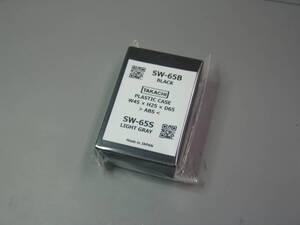 SW-65B
BLACK
TAKACHI
PLASTIC CASE
W45 × H25 × D65
> ABS <
SW-65S
LIGHT GRAY
Made in JAPAN